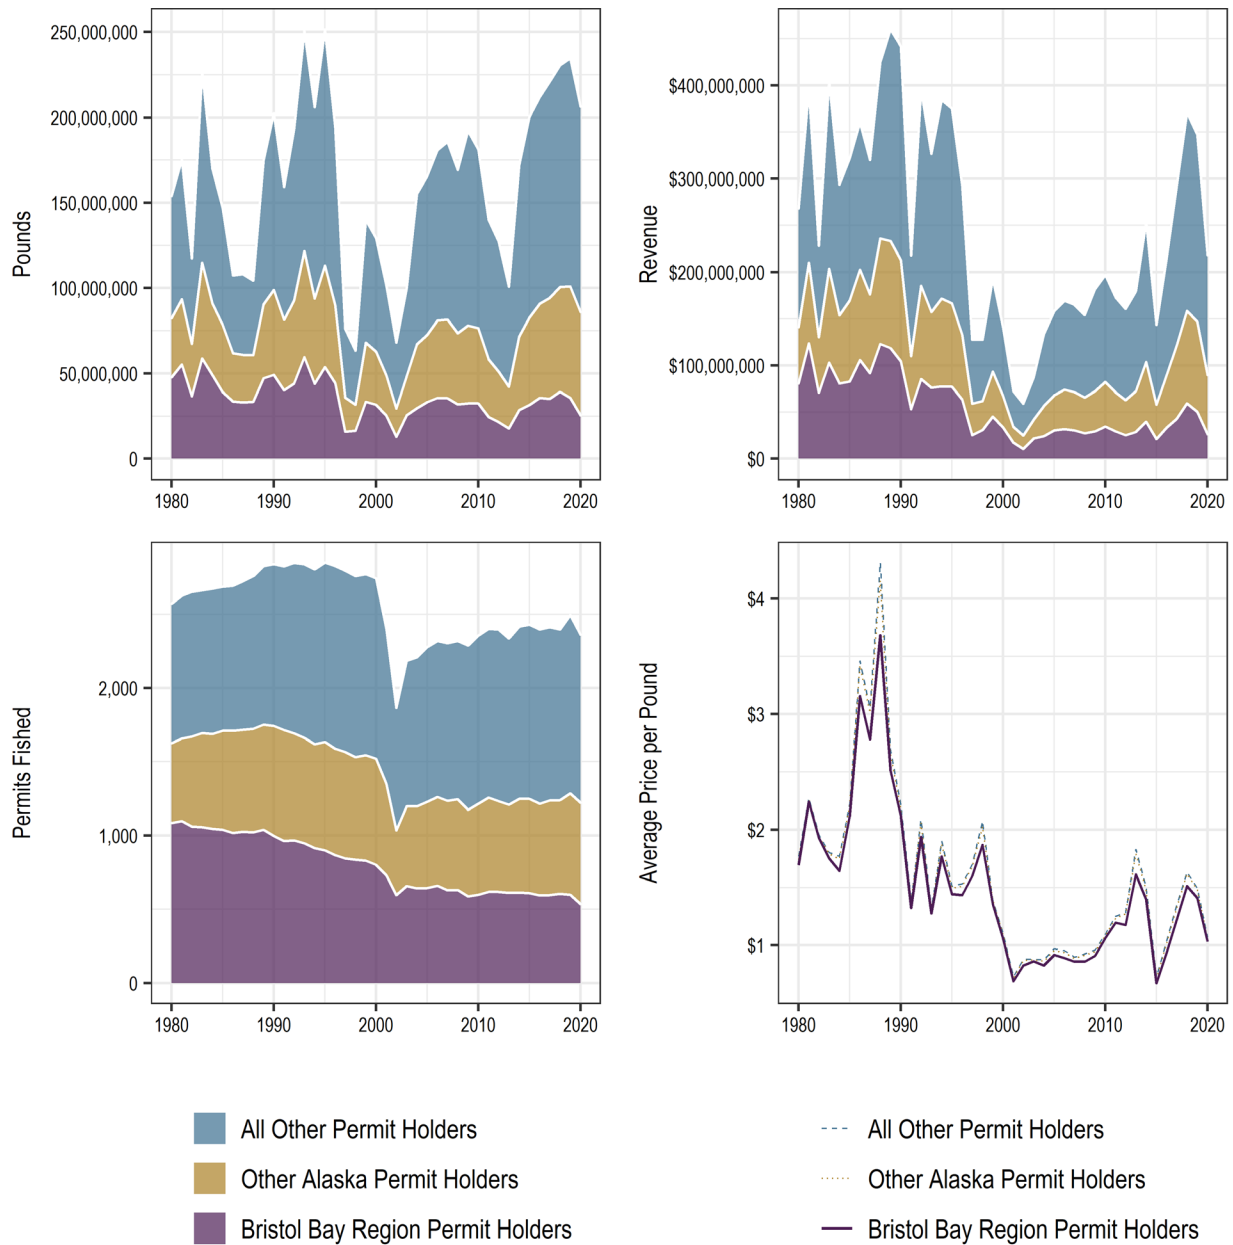 Pounds
250,000,000
200,000,000
150,000,000
100,000,000
50,000,000
0
1980 1990 2000 2010 2020
Revenue
$400,000,000
$300,000,000
$200,000,000
$100,000,000
$0
1980 1990 2000 2010 2020
Permits Fished
2,000
1,000
0
1980 1990 2000 2010 2020
Average Price per Pound
$4
$3
$2
$1
1980 1990 2000 2010 2020
All Other Permit Holders
Other Alaska Permit Holders
Bristol Bay Region Permit Holders
All Other Permit Holders
Other Alaska Permit Holders
Bristol Bay Region Permit Holders